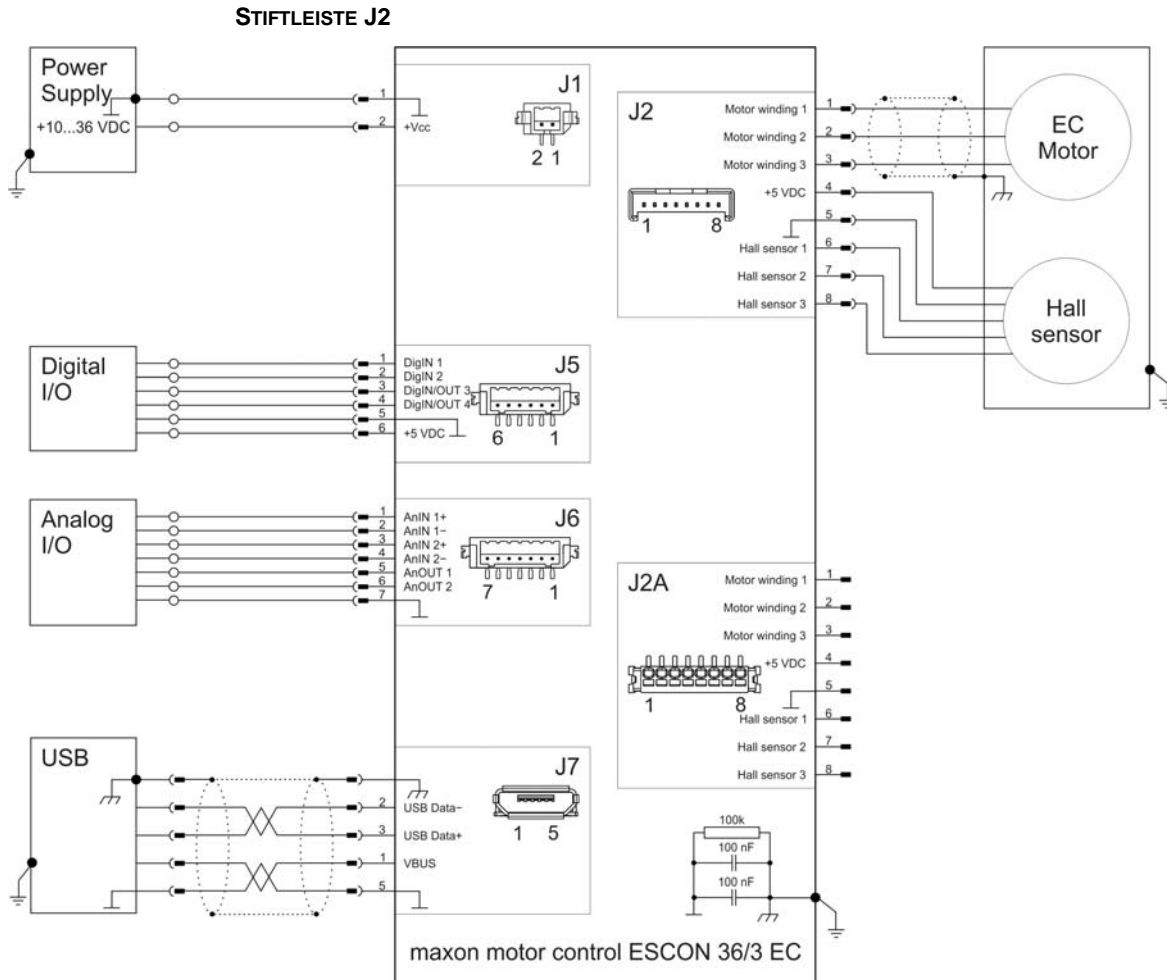 STIFTLEISTE J2
Power
Supply
+10...36 VDC
1
2
+Vcc
J1
2 1
J2
1 8
Motor winding 1 1
Motor winding 2 2
Motor winding 3 3
+5 VDC 4
5
Hall sensor 1 6
Hall sensor 2 7
Hall sensor 3 8
EC
Motor
Hall
sensor
Digital
I/O
1 DigIN 1
2 DigIN 2
3 DigIN/OUT 3
4 DigIN/OUT 4
5
6 +5 VDC
J5
6 1
Analog
I/O
1 AnIN 1+
2 AnIN 1−
3 AnIN 2+
4 AnIN 2−
5 AnOUT 1
6 AnOUT 2
7
J6
7 1
J2A
1 8
Motor winding 1 1
Motor winding 2 2
Motor winding 3 3
+5 VDC 4
5
Hall sensor 1 6
Hall sensor 2 7
Hall sensor 3 8
USB
2 USB Data−
3 USB Data+
1 VBUS
5
J7
1 5
100k
100 nF
100 nF
maxon motor control ESCON 36/3 EC